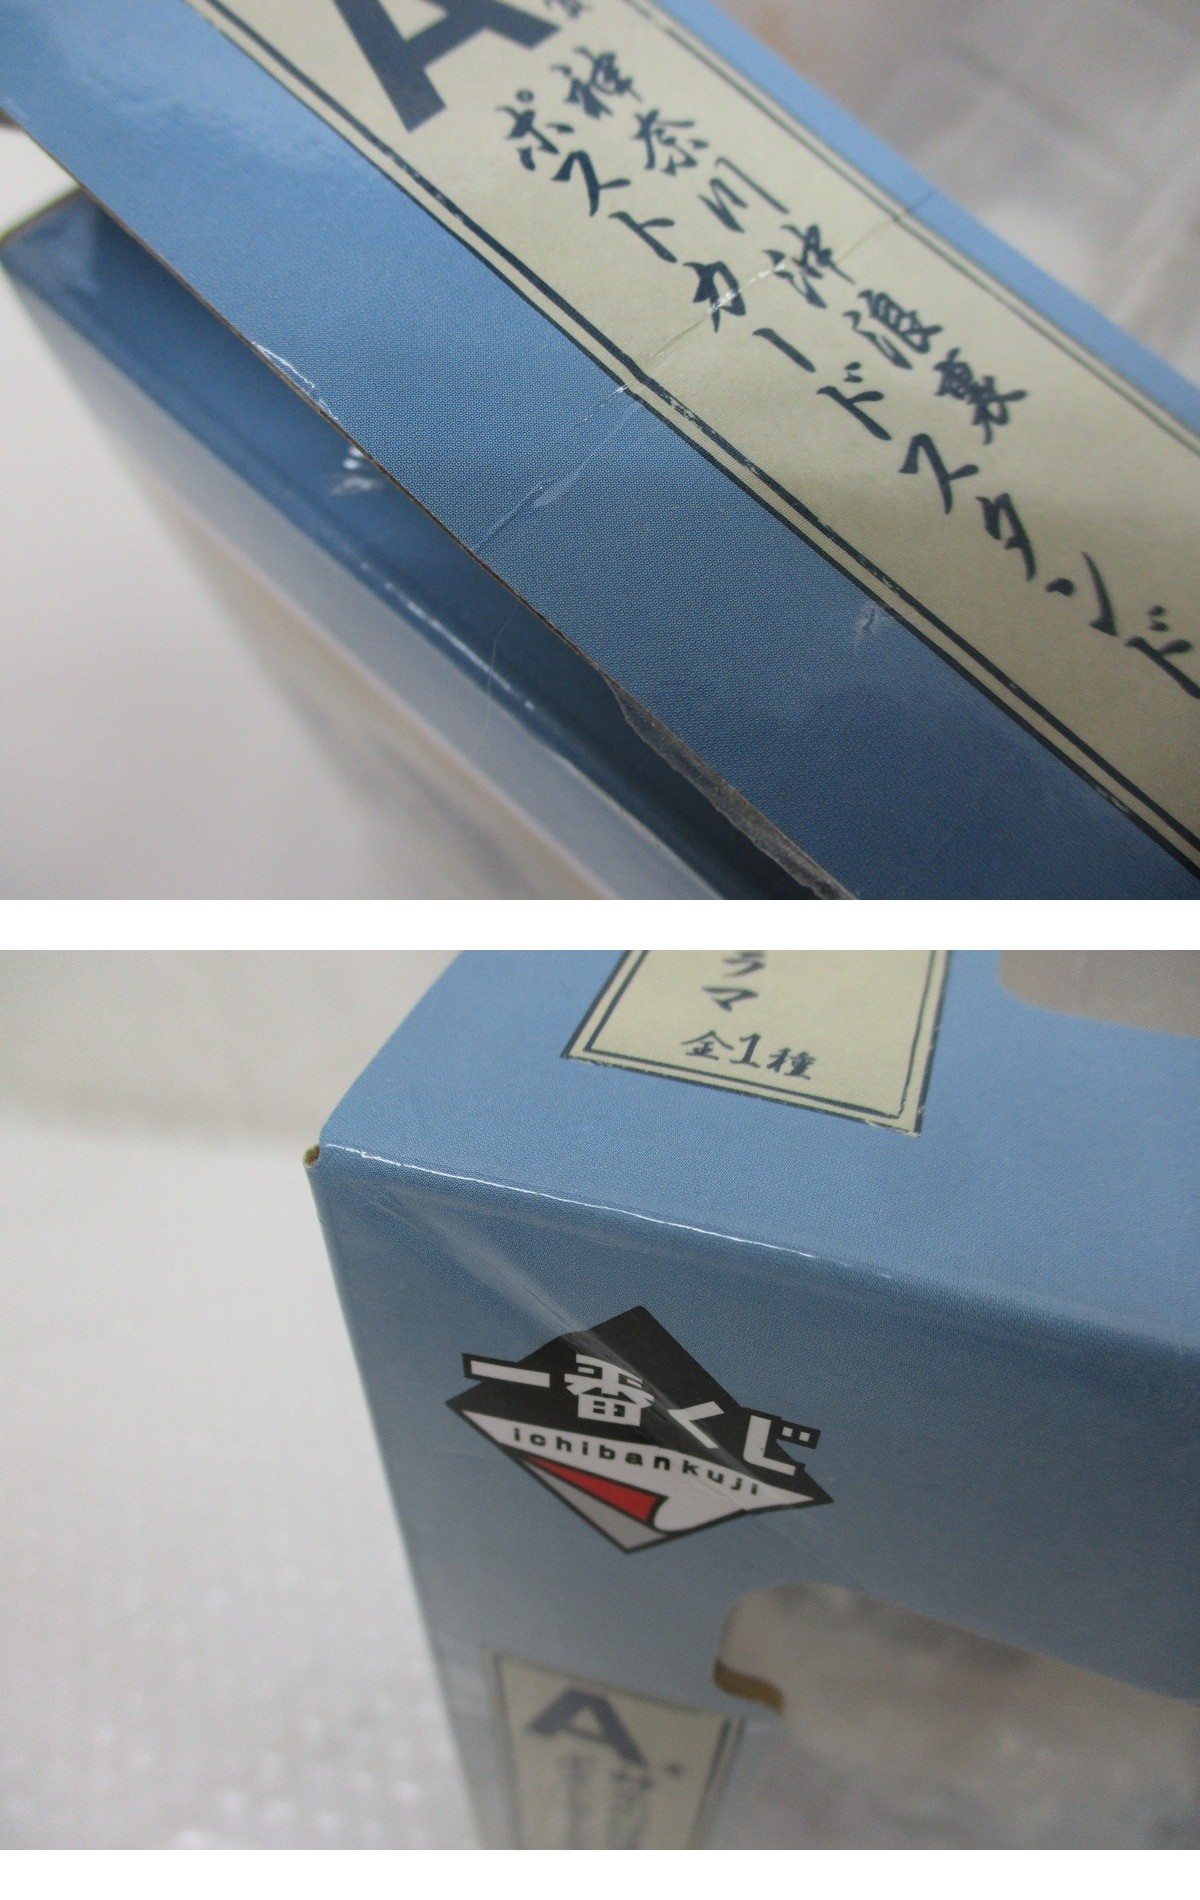 A
神奈川沖浪裏
ポストカードスタンド
ラマ
全1種
一番くじ
ichibankuji
A